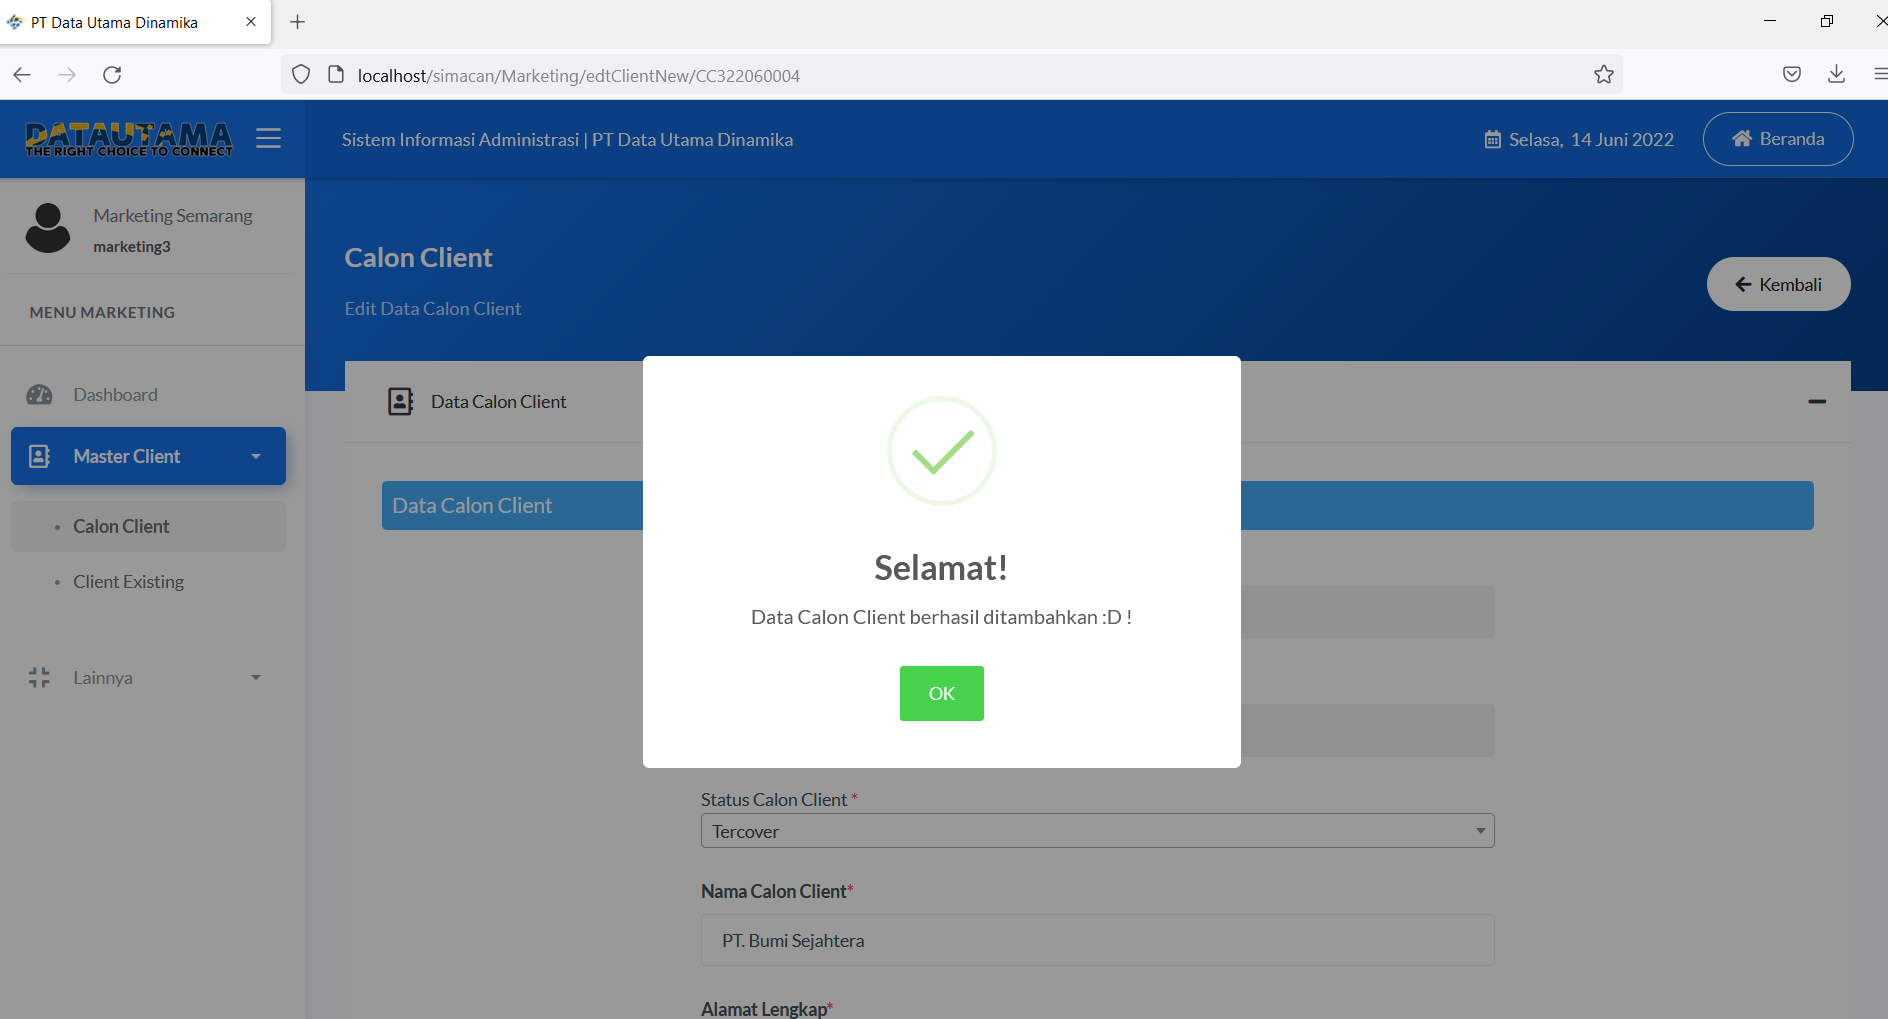 PT Data Utama Dinamika
localhost/simacan/Marketing/edtClientNew/CC322060004
DATAUTAMA
THE RIGHT CHOICE TO CONNECT
Sistem Informasi Administrasi | PT Data Utama Dinamika
Selasa, 14 Juni 2022
Beranda
Marketing Semarang
marketing3
MENU MARKETING
Dashboard
Master Client
Calon Client
Client Existing
Lainnya
Calon Client
Edit Data Calon Client
Kembali
Data Calon Client
Data Calon Client
Selamat!
Data Calon Client berhasil ditambahkan :D !
OK
Status Calon Client *
Tercover
Nama Calon Client*
PT. Bumi Sejahtera
Alamat Lengkap*